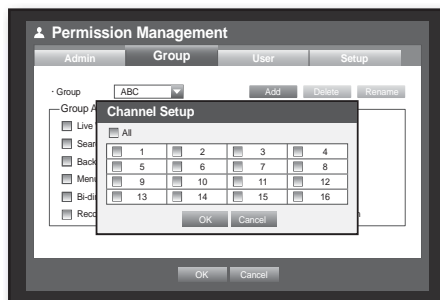 Permission Management
Admin Group User Setup
· Group ABC Add Delete Rename
Group A
Channel Setup
Live
All
Sear
1 2 3 4
Back
5 6 7 8
Menu
9 10 11 12
Bi-di
13 14 15 16
Reco
OK Cancel
OK Cancel